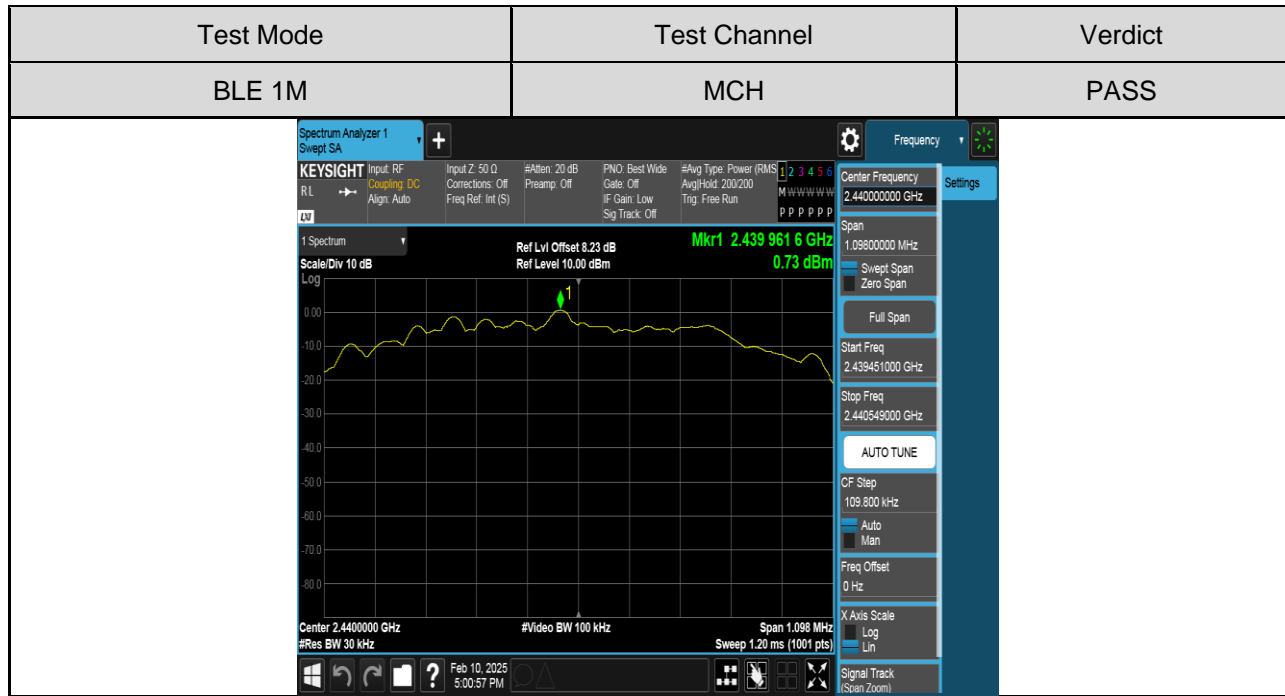 Test Mode Test Channel Verdict
BLE 1M MCH PASS
Spectrum Analyzer 1
Swept SA
+
Frequency
KEYSIGHT Input: RF Input Z: 50 Ω #Atten: 20 dB PNO: Best Wide #Avg Type: Power (RMS 1 2 3 4 5 6
RL Coupling: DC Corrections: Off Preamp: Off Gate: Off Avg|Hold: 200/200 M W W W W W
Align: Auto Freq Ref: Int (S) IF Gain: Low Trig: Free Run
LXI Sig Track: Off P P P P P P
1 Spectrum
Scale/Div 10 dB
Ref Lvl Offset 8.23 dB
Ref Level 10.00 dBm
Mkr1 2.439 961 6 GHz
0.73 dBm
Log
1
0.00
-10.0
-20.0
-30.0
-40.0
-50.0
-60.0
-70.0
-80.0
Center 2.4400000 GHz #Video BW 100 kHz Span 1.098 MHz
#Res BW 30 kHz Sweep 1.20 ms (1001 pts)
? Feb 10, 2025
5:00:57 PM
Center Frequency
2.440000000 GHz
Settings
Span
1.09800000 MHz
Swept Span
Zero Span
Full Span
Start Freq
2.439451000 GHz
Stop Freq
2.440549000 GHz
AUTO TUNE
CF Step
109.800 kHz
Auto
Man
Freq Offset
0 Hz
X Axis Scale
Log
Lin
Signal Track
(Span Zoom)